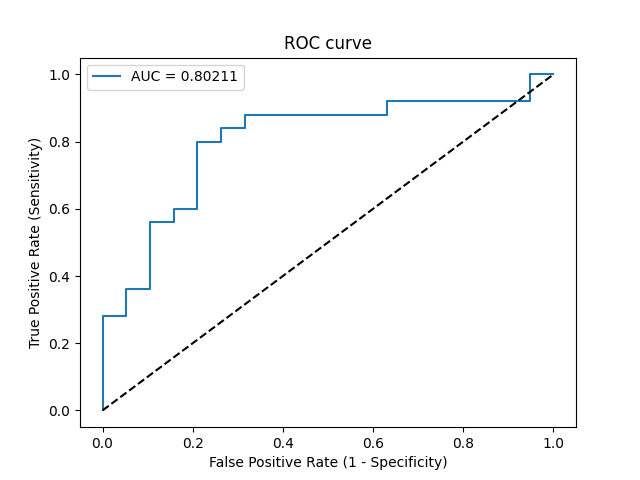 ROC curve
AUC = 0.80211
True Positive Rate (Sensitivity)
1.0
0.8
0.6
0.4
0.2
0.0
0.0 0.2 0.4 0.6 0.8 1.0
False Positive Rate (1 - Specificity)